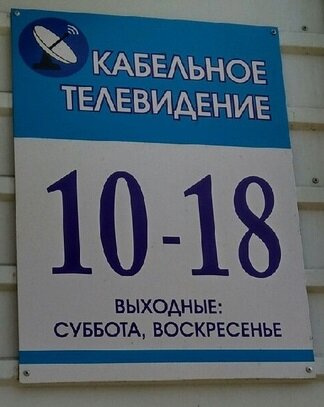 КАБЕЛЬНОЕ
ТЕЛЕВИДЕНИЕ
10-18
ВЫХОДНЫЕ:
СУББОТА, ВОСКРЕСЕНЬЕ